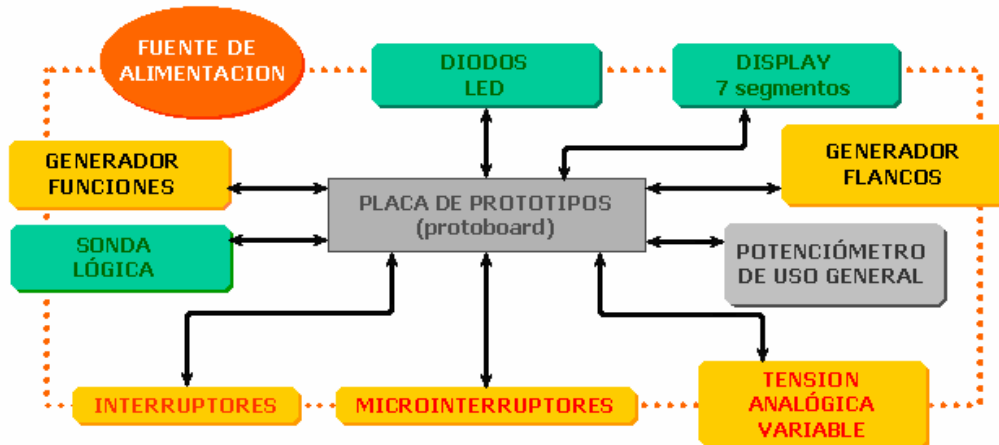 FUENTE DE
ALIMENTACION
DIODOS
LED
DISPLAY
7 segmentos
GENERADOR
FUNCIONES
GENERADOR
FLANCOS
PLACA DE PROTOTIPOS
(protoboard)
SONDA
LÓGICA
POTENCIÓMETRO
DE USO GENERAL
INTERRUPTORES
MICROINTERRUPTORES
TENSION
ANALÓGICA
VARIABLE